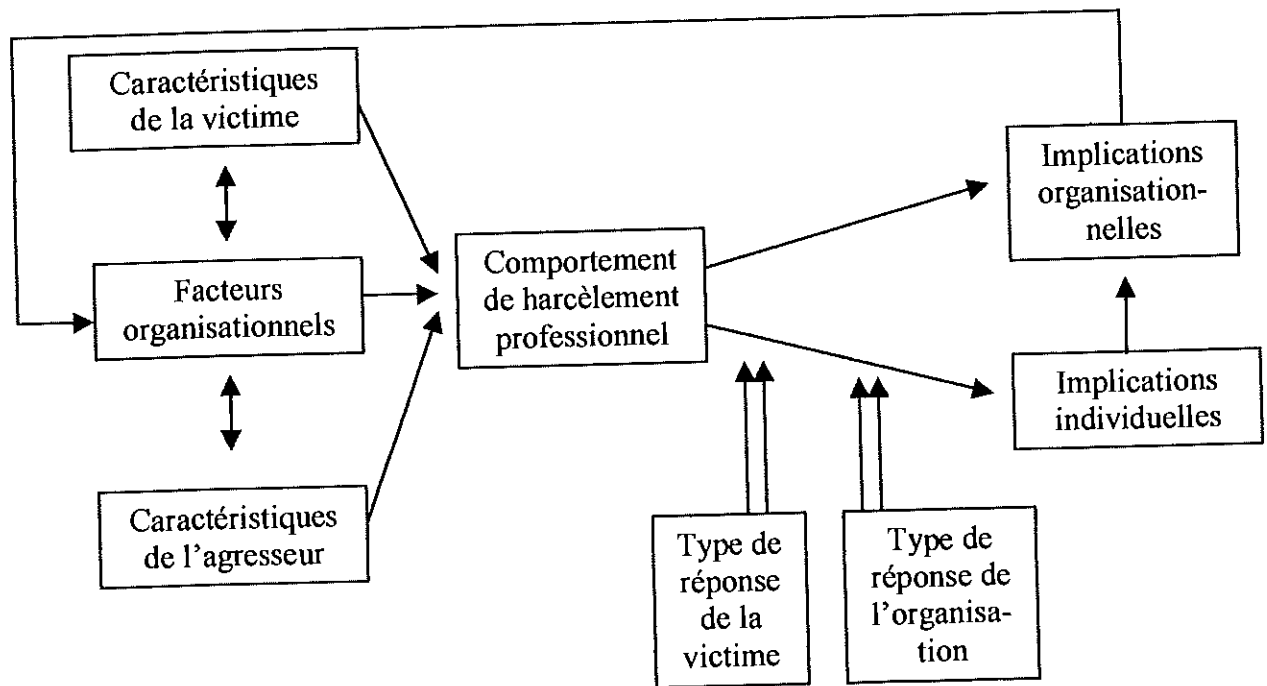 Caractéristiques
de la victime
Facteurs
organisationnels
Caractéristiques
de l'agresseur
Comportement
de harcèlement
professionnel
Implications
organisation-
nelles
Implications
individuelles
Type de
réponse
de la
victime
Type de
réponse de
l'organisa-
tion